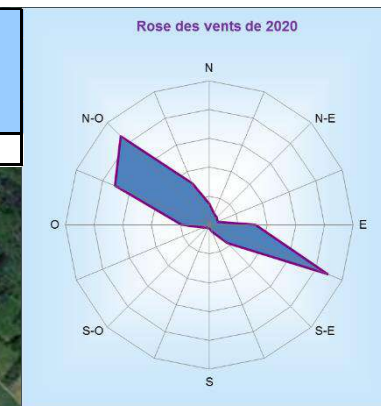 Rose des vents de 2020
N
N-O
N-E
O
E
S-O
S-E
S